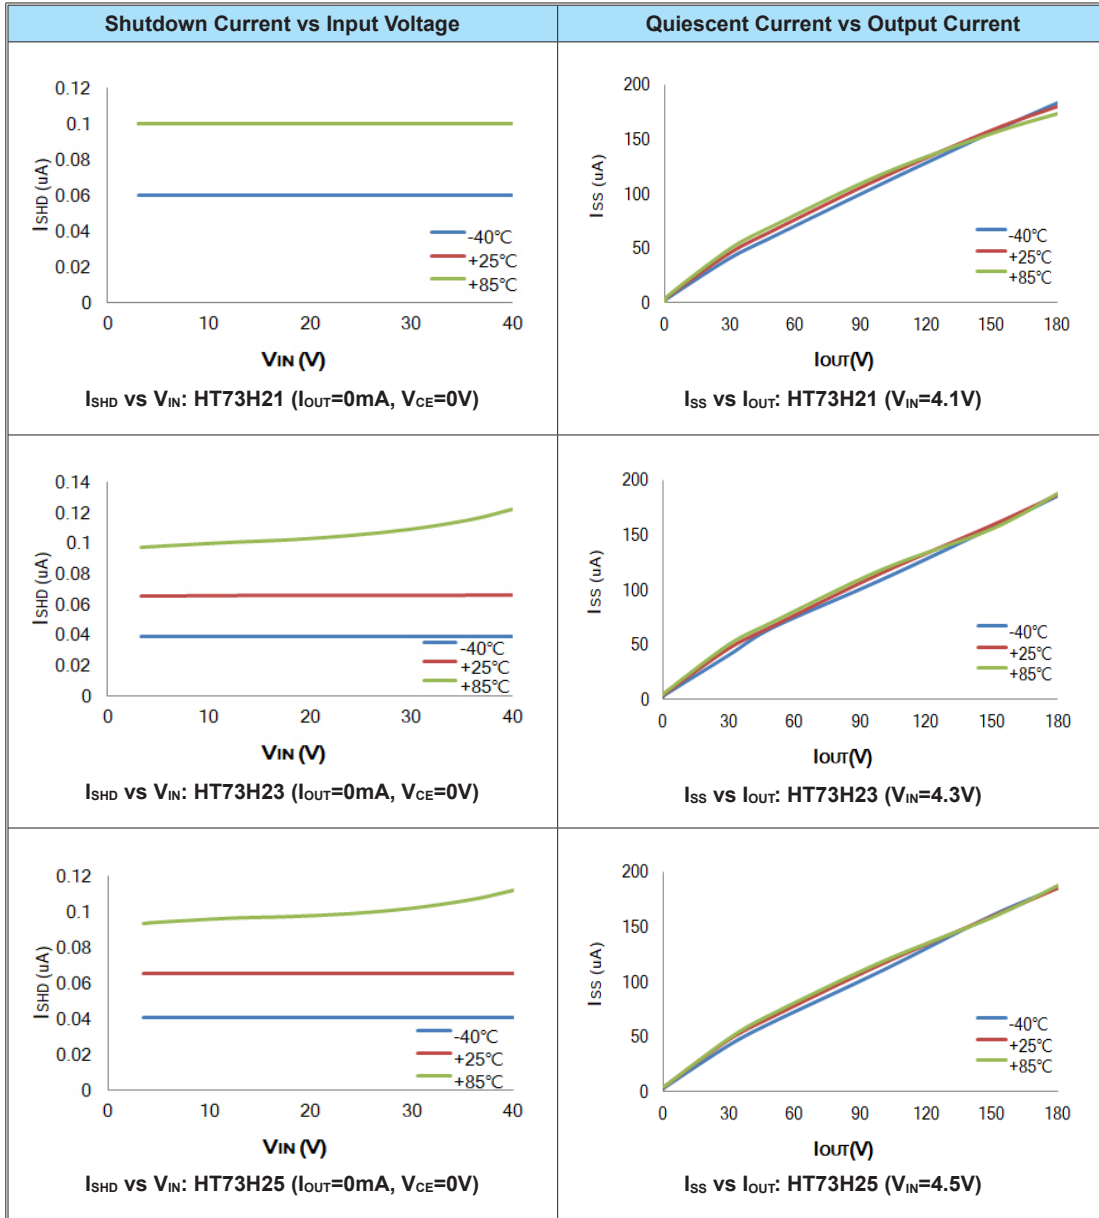 Shutdown Current vs Input Voltage
Quiescent Current vs Output Current
0.12
0.1
0.08
0.06
0.04
0.02
0
ISHD (uA)
-40℃
+25℃
+85℃
0 10 20 30 40
VIN (V)
ISHD vs VIN: HT73H21 (IOUT=0mA, VCE=0V)
200
150
100
50
0
ISS (uA)
-40℃
+25℃
+85℃
0 30 60 90 120 150 180
IOUT(V)
ISS vs IOUT: HT73H21 (VIN=4.1V)
0.14
0.12
0.1
0.08
0.06
0.04
0.02
0
ISHD (uA)
-40℃
+25℃
+85℃
0 10 20 30 40
VIN (V)
ISHD vs VIN: HT73H23 (IOUT=0mA, VCE=0V)
200
150
100
50
0
ISS (uA)
-40℃
+25℃
+85℃
0 30 60 90 120 150 180
IOUT(V)
ISS vs IOUT: HT73H23 (VIN=4.3V)
0.12
0.1
0.08
0.06
0.04
0.02
0
ISHD (uA)
-40℃
+25℃
+85℃
0 10 20 30 40
VIN (V)
ISHD vs VIN: HT73H25 (IOUT=0mA, VCE=0V)
200
150
100
50
0
ISS (uA)
-40℃
+25℃
+85℃
0 30 60 90 120 150 180
IOUT(V)
ISS vs IOUT: HT73H25 (VIN=4.5V)